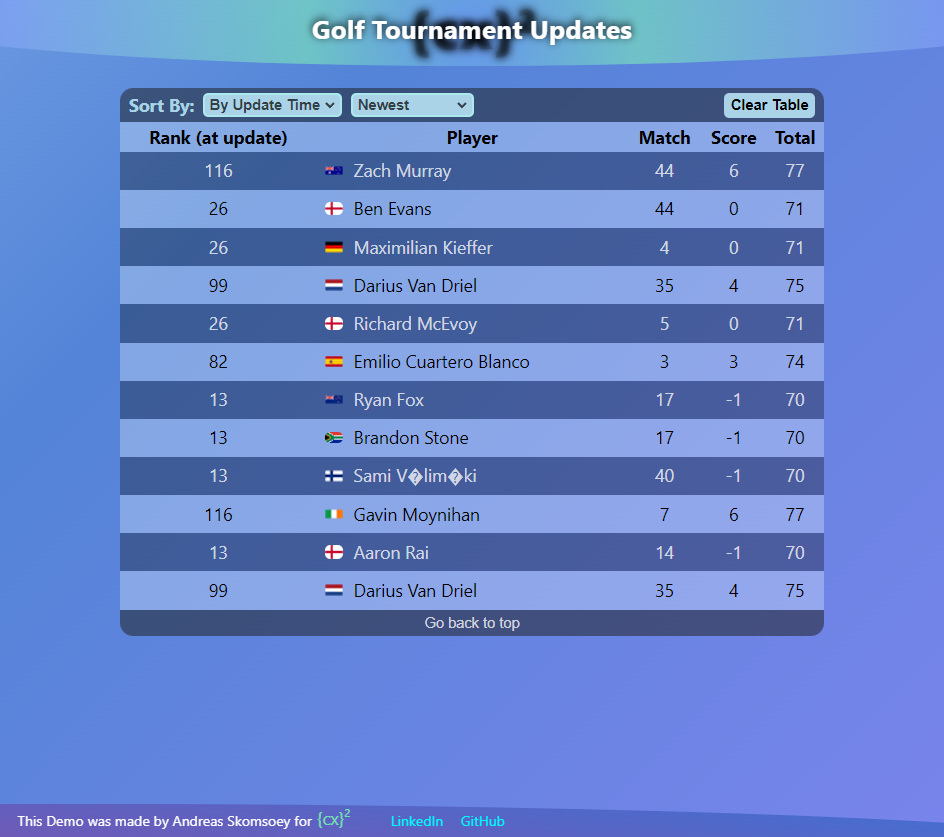 Golf Tournament Updates
Sort By: By Update Time Newest Clear Table
Rank (at update) Player Match Score Total
116 Zach Murray 44 6 77
26 Ben Evans 44 0 71
26 Maximilian Kieffer 4 0 71
99 Darius Van Driel 35 4 75
26 Richard McEvoy 5 0 71
82 Emilio Cuartero Blanco 3 3 74
13 Ryan Fox 17 -1 70
13 Brandon Stone 17 -1 70
13 Sami V�lim�ki 40 -1 70
116 Gavin Moynihan 7 6 77
13 Aaron Rai 14 -1 70
99 Darius Van Driel 35 4 75
Go back to top
This Demo was made by Andreas Skomsoey for {cx}² LinkedIn GitHub